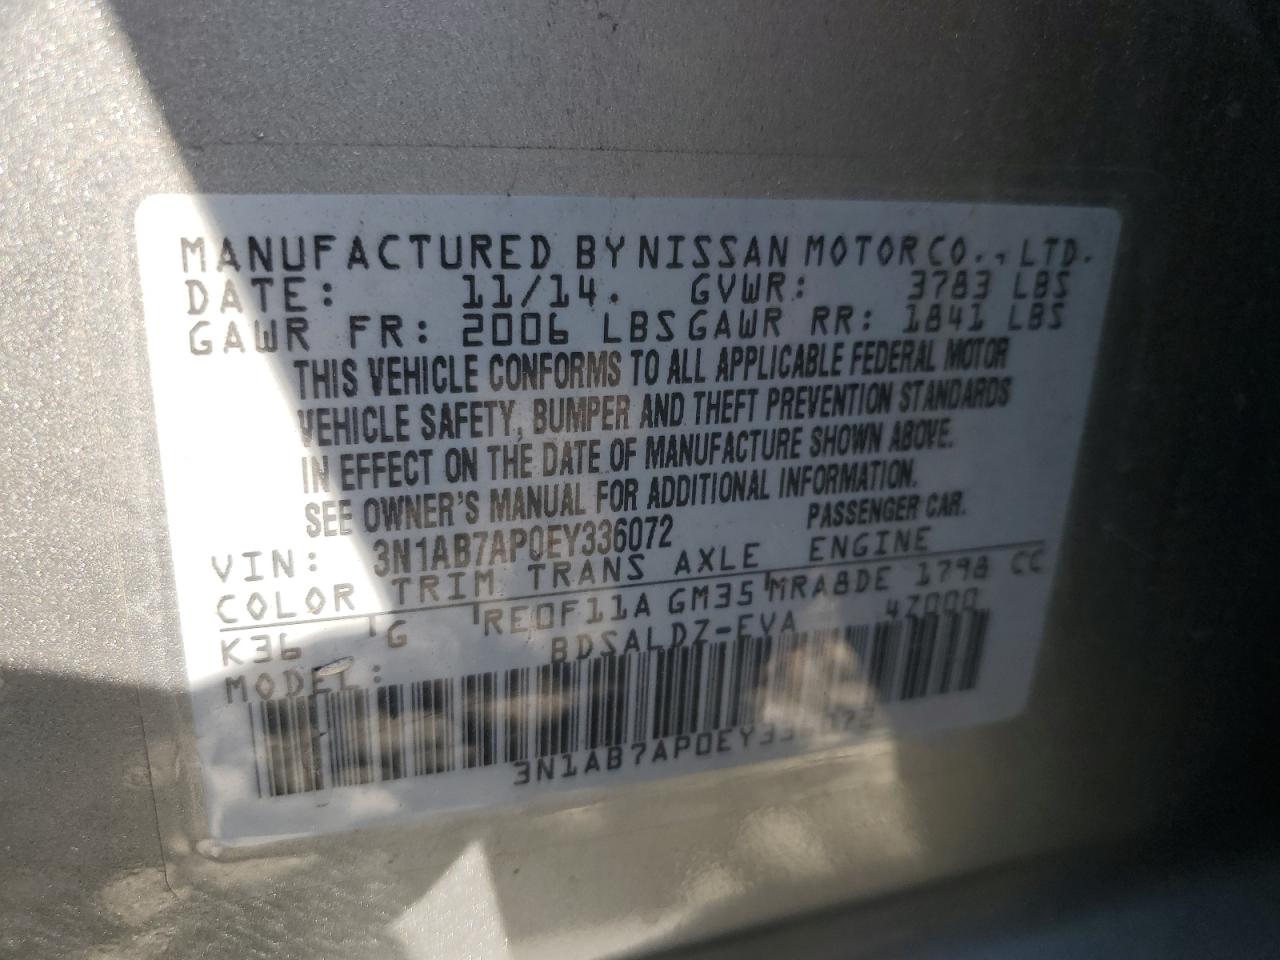 MANUFACTURED BY NISSAN MOTOR CO., LTD.
DATE: 11/14. GVWR: 3783 LBS
GAWR FR: 2006 LBS GAWR RR: 1841 LBS
THIS VEHICLE CONFORMS TO ALL APPLICABLE FEDERAL MOTOR
VEHICLE SAFETY, BUMPER AND THEFT PREVENTION STANDARDS
IN EFFECT ON THE DATE OF MANUFACTURE SHOWN ABOVE.
SEE OWNER'S MANUAL FOR ADDITIONAL INFORMATION.
VIN: 3N1AB7AP0EY336072 PASSENGER CAR.
COLOR TRIM TRANS AXLE ENGINE
K36 G RE0F11A GM35 MRA8DE 1798 CC
MODEL: BDSALDZ-EVA 47000
3N1AB7AP0EY336072